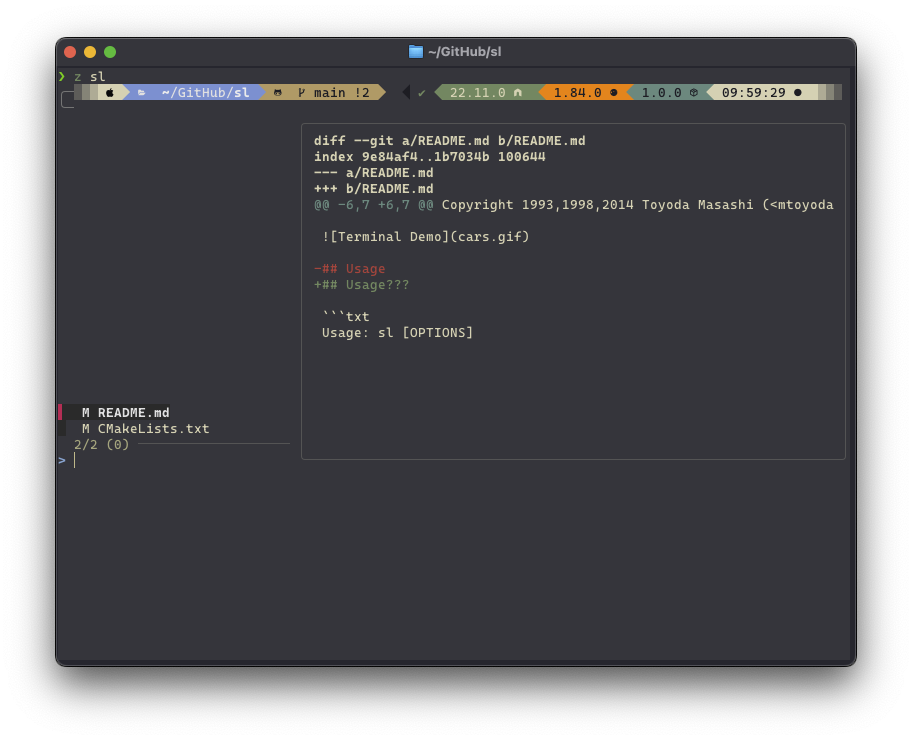 ~/GitHub/sl
❯ z sl
~/GitHub/sl main !2 ✔ 22.11.0 1.84.0 1.0.0 09:59:29
diff --git a/README.md b/README.md
index 9e84af4..1b7034b 100644
--- a/README.md
+++ b/README.md
@@ -6,7 +6,7 @@ Copyright 1993,1998,2014 Toyoda Masashi (<mtoyoda
![Terminal Demo](cars.gif)
-## Usage
+## Usage???
```txt
Usage: sl [OPTIONS]
M README.md
M CMakeLists.txt
2/2 (0)
>